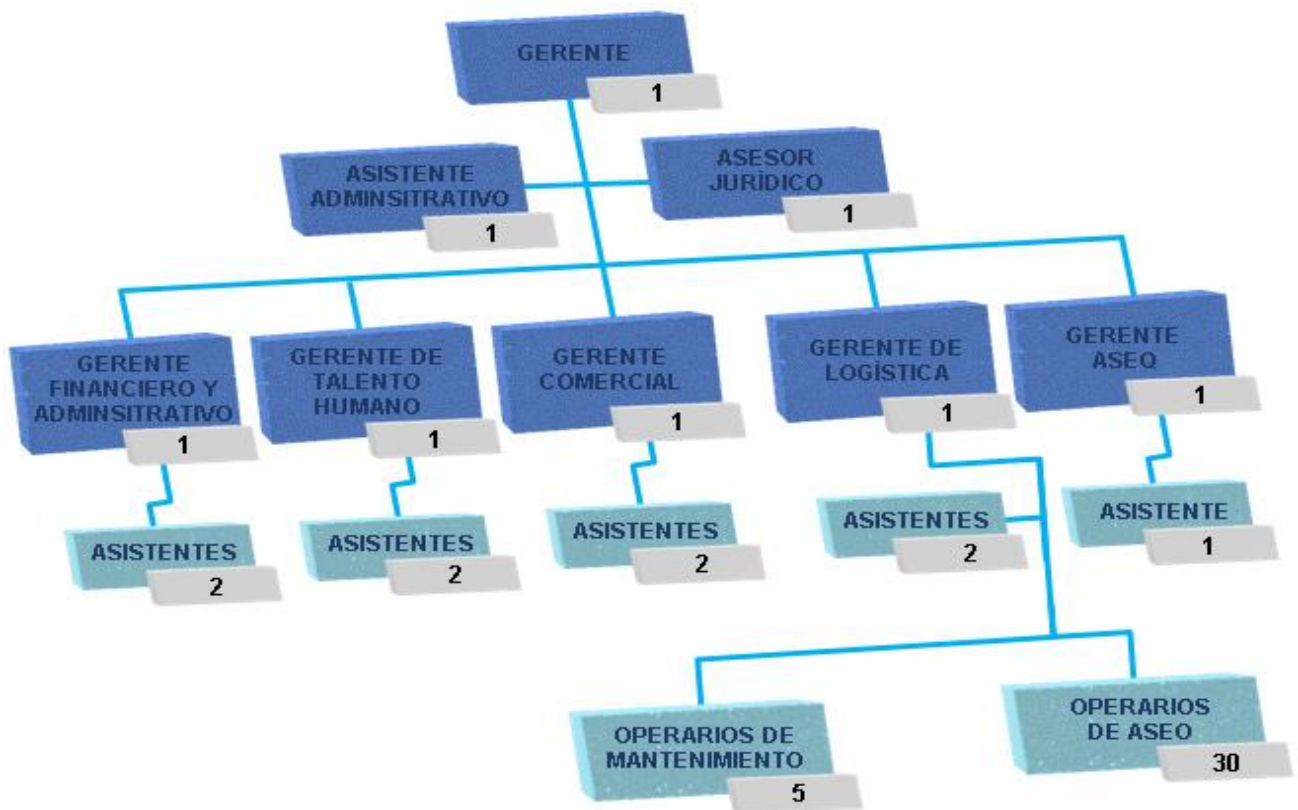 GERENTE
1
ASISTENTE
ADMINSITRATIVO
1
ASESOR
JURÌDICO
1
GERENTE
FINANCIERO Y
ADMINSITRATIVO
1
GERENTE DE
TALENTO
HUMANO
1
GERENTE
COMERCIAL
1
GERENTE DE
LOGÍSTICA
1
GERENTE
ASEQ
1
ASISTENTES
2
ASISTENTES
2
ASISTENTES
2
ASISTENTES
2
ASISTENTE
1
OPERARIOS DE
MANTENIMIENTO
5
OPERARIOS
DE ASEO
30